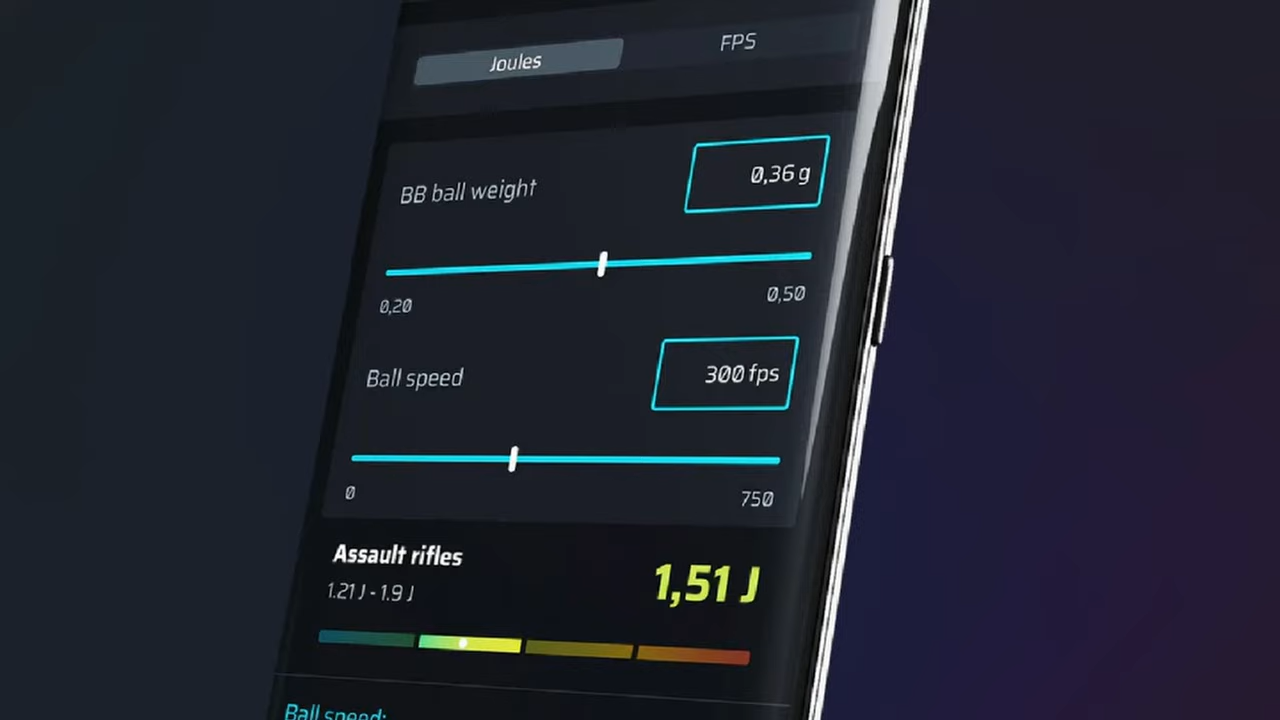 Joules
FPS
BB ball weight
0,36 g
0,20
0,50
Ball speed
300 fps
0
750
Assault rifles
1,51 J
1.21 J - 1.9 J
Ball speed: